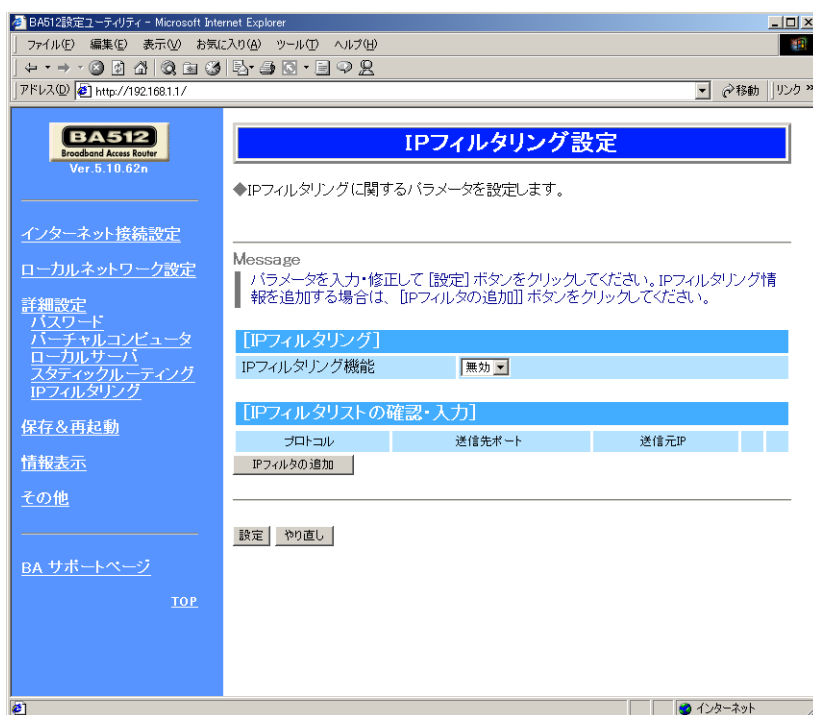 BA512設定ユーティリティ - Microsoft Internet Explorer
ファイル(F) 編集(E) 表示(V) お気に入り(A) ツール(T) ヘルプ(H)
アドレス(D) http://192.168.1.1/ 移動 リンク »
BA512
Broadband Access Router
Ver.5.10.62n
インターネット接続設定
ローカルネットワーク設定
詳細設定
パスワード
バーチャルコンピュータ
ローカルサーバ
スタティックルーティング
IPフィルタリング
保存&再起動
情報表示
その他
BA サポートページ
TOP
IPフィルタリング設定
◆IPフィルタリングに関するパラメータを設定します。
Message
パラメータを入力・修正して [設定] ボタンをクリックしてください。IPフィルタリング情
報を追加する場合は、 [IPフィルタの追加]] ボタンをクリックしてください。
[IPフィルタリング]
IPフィルタリング機能 無効
[IPフィルタリストの確認・入力]
プロトコル 送信先ポート 送信元IP
IPフィルタの追加
設定 やり直し
インターネット